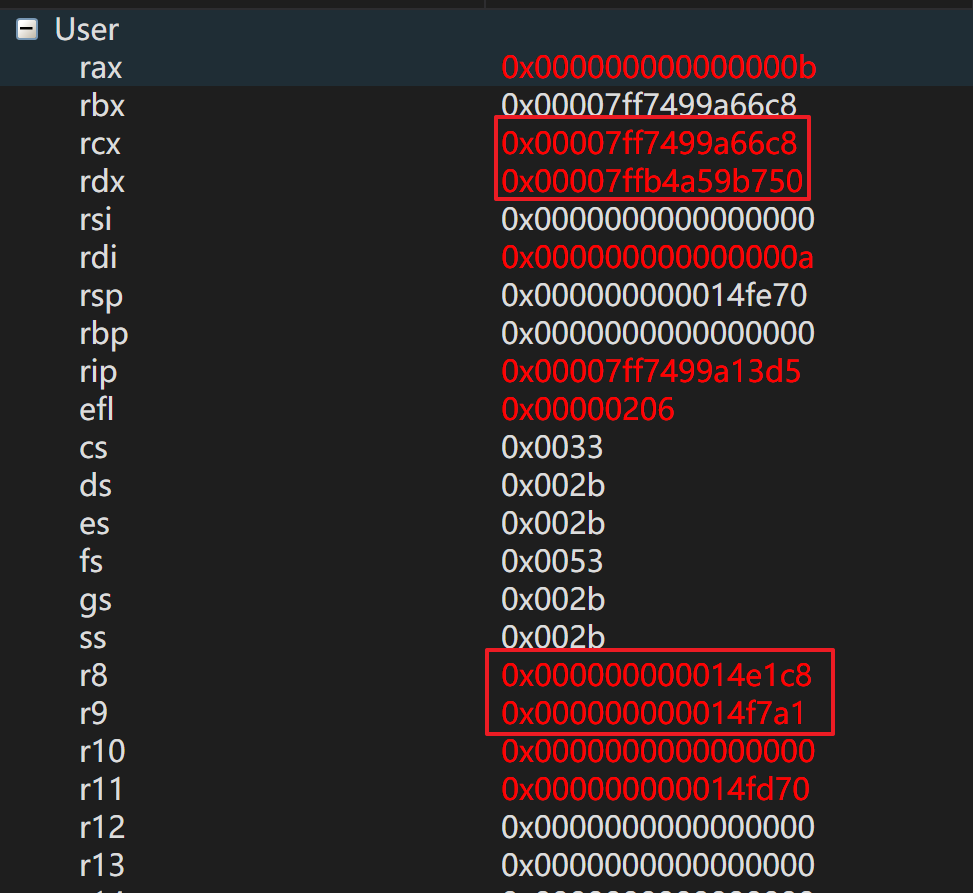 User
rax 0x000000000000000b
rbx 0x00007ff7499a66c8
rcx 0x00007ff7499a66c8
rdx 0x00007ffb4a59b750
rsi 0x0000000000000000
rdi 0x000000000000000a
rsp 0x000000000014fe70
rbp 0x0000000000000000
rip 0x00007ff7499a13d5
efl 0x00000206
cs 0x0033
ds 0x002b
es 0x002b
fs 0x0053
gs 0x002b
ss 0x002b
r8 0x000000000014e1c8
r9 0x000000000014f7a1
r10 0x0000000000000000
r11 0x000000000014fd70
r12 0x0000000000000000
r13 0x0000000000000000